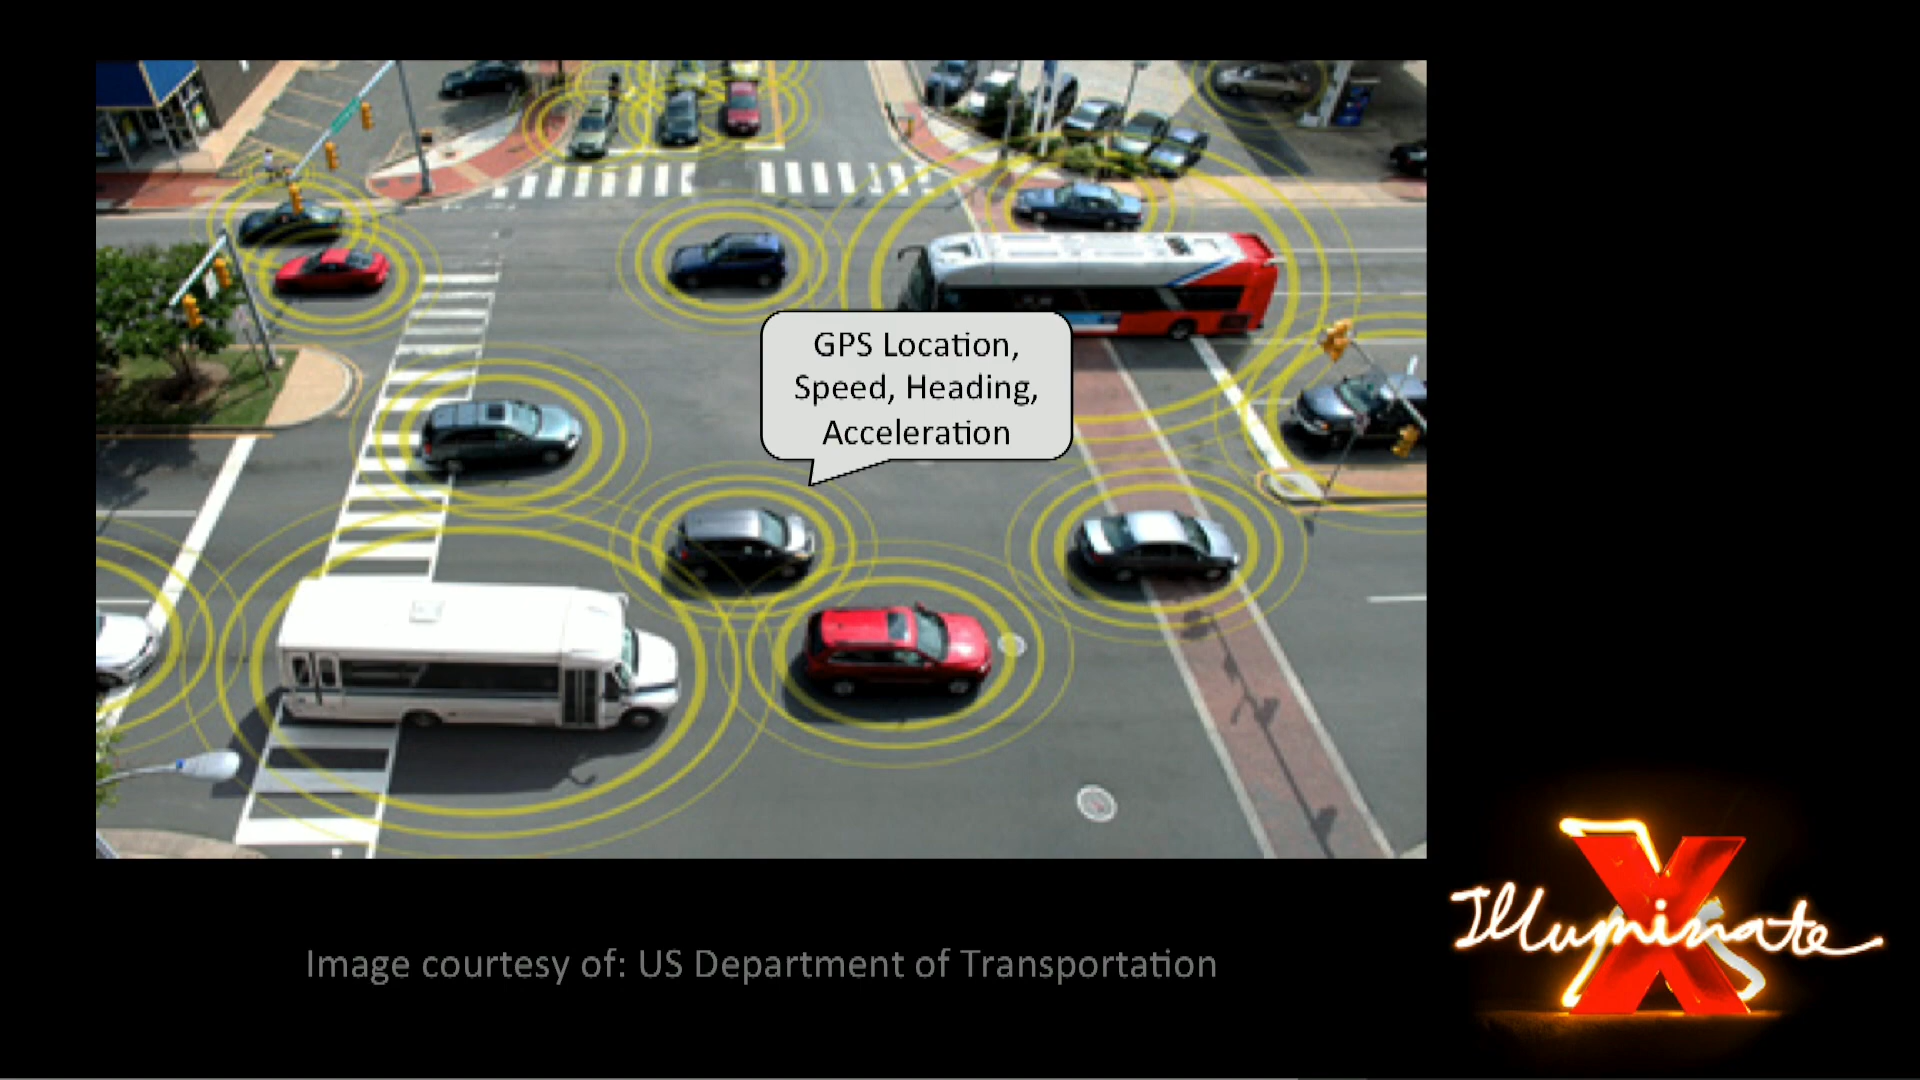 GPS Location,
Speed, Heading,
Acceleration
Image courtesy of: US Department of Transportation
X
Illuminate